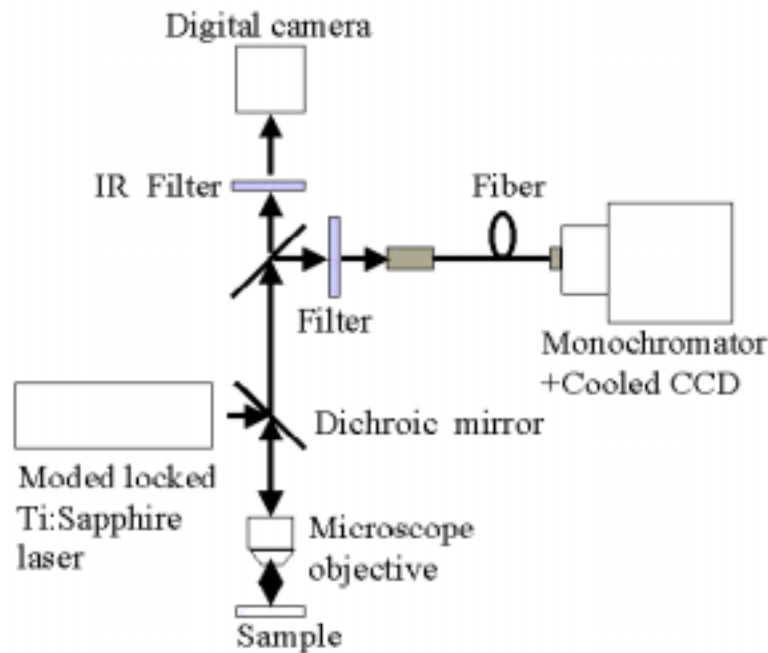 Digital camera
IR Filter
Fiber
Filter
Monochromator
+Cooled CCD
Dichroic mirror
Moded locked
Ti:Sapphire
laser
Microscope
objective
Sample